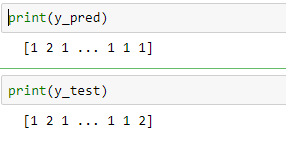 print(y_pred)
[1 2 1 ... 1 1 1]
print(y_test)
[1 2 1 ... 1 1 2]